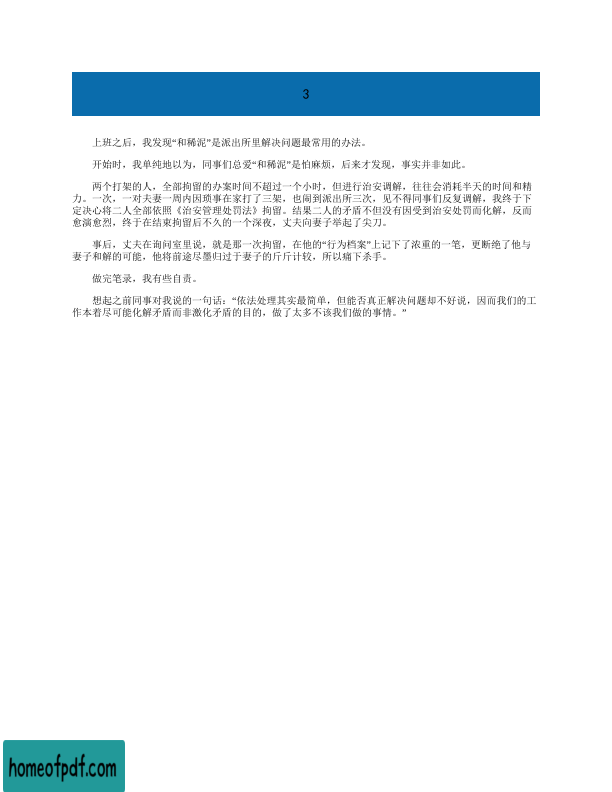 3
上班之后，我发现“和稀泥”是派出所里解决问题最常用的办法。
开始时，我单纯地以为，同事们总爱“和稀泥”是怕麻烦，后来才发现，事实并非如此。
两个打架的人，全部拘留的办案时间不超过一个小时，但进行治安调解，往往会消耗半天的时间和精
力。一次，一对夫妻一周内因琐事在家打了三架，也闹到派出所三次，见不得同事们反复调解，我终于下
定决心将二人全部依照《治安管理处罚法》拘留。结果二人的矛盾不但没有因受到治安处罚而化解，反而
愈演愈烈，终于在结束拘留后不久的一个深夜，丈夫向妻子举起了尖刀。
事后，丈夫在询问室里说，就是那一次拘留，在他的“行为档案”上记下了浓重的一笔，更断绝了他与
妻子和解的可能，他将前途尽墨归过于妻子的斤斤计较，所以痛下杀手。
做完笔录，我有些自责。
想起之前同事对我说的一句话：“依法处理其实最简单，但能否真正解决问题却不好说，因而我们的工
作本着尽可能化解矛盾而非激化矛盾的目的，做了太多不该我们做的事情。”
homeofpdf.com